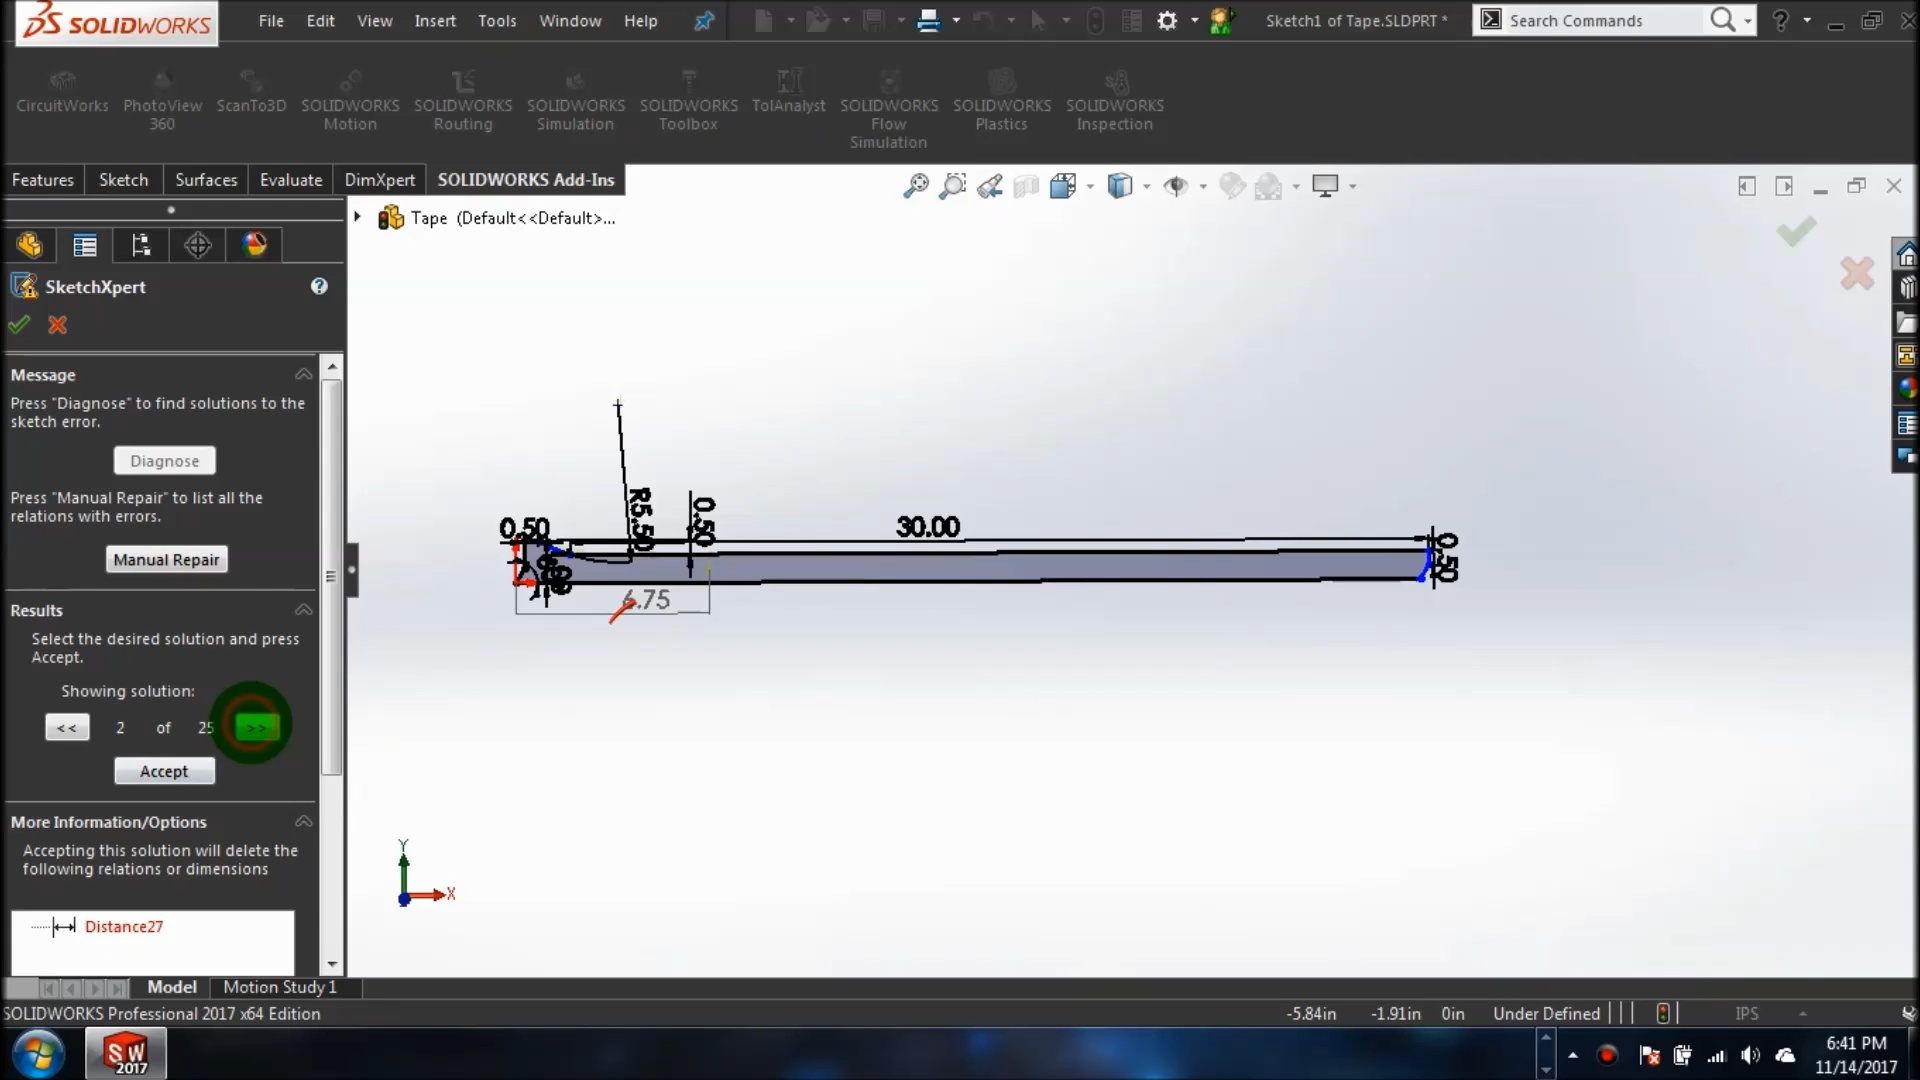 SOLIDWORKS
File Edit View Insert Tools Window Help
Sketch1 of Tape.SLDPRT *
Search Commands
CircuitWorks
PhotoView 360
ScanTo3D
SOLIDWORKS Motion
SOLIDWORKS Routing
SOLIDWORKS Simulation
SOLIDWORKS Toolbox
TolAnalyst
SOLIDWORKS Flow Simulation
SOLIDWORKS Plastics
SOLIDWORKS Inspection
Features Sketch Surfaces Evaluate DimXpert SOLIDWORKS Add-Ins
Tape (Default<<Default>...
SketchXpert
Message
Press "Diagnose" to find solutions to the
sketch error.
Diagnose
Press "Manual Repair" to list all the
relations with errors.
Manual Repair
Results
Select the desired solution and press
Accept.
Showing solution:
<< 2 of 25 >>
Accept
More Information/Options
Accepting this solution will delete the
following relations or dimensions
Distance27
R5.50
0.50
0.50
30.00
0.50
6.75
Y
X
Model Motion Study 1
SOLIDWORKS Professional 2017 x64 Edition
-5.84in -1.91in 0in Under Defined IPS
SW
2017
6:41 PM
11/14/2017